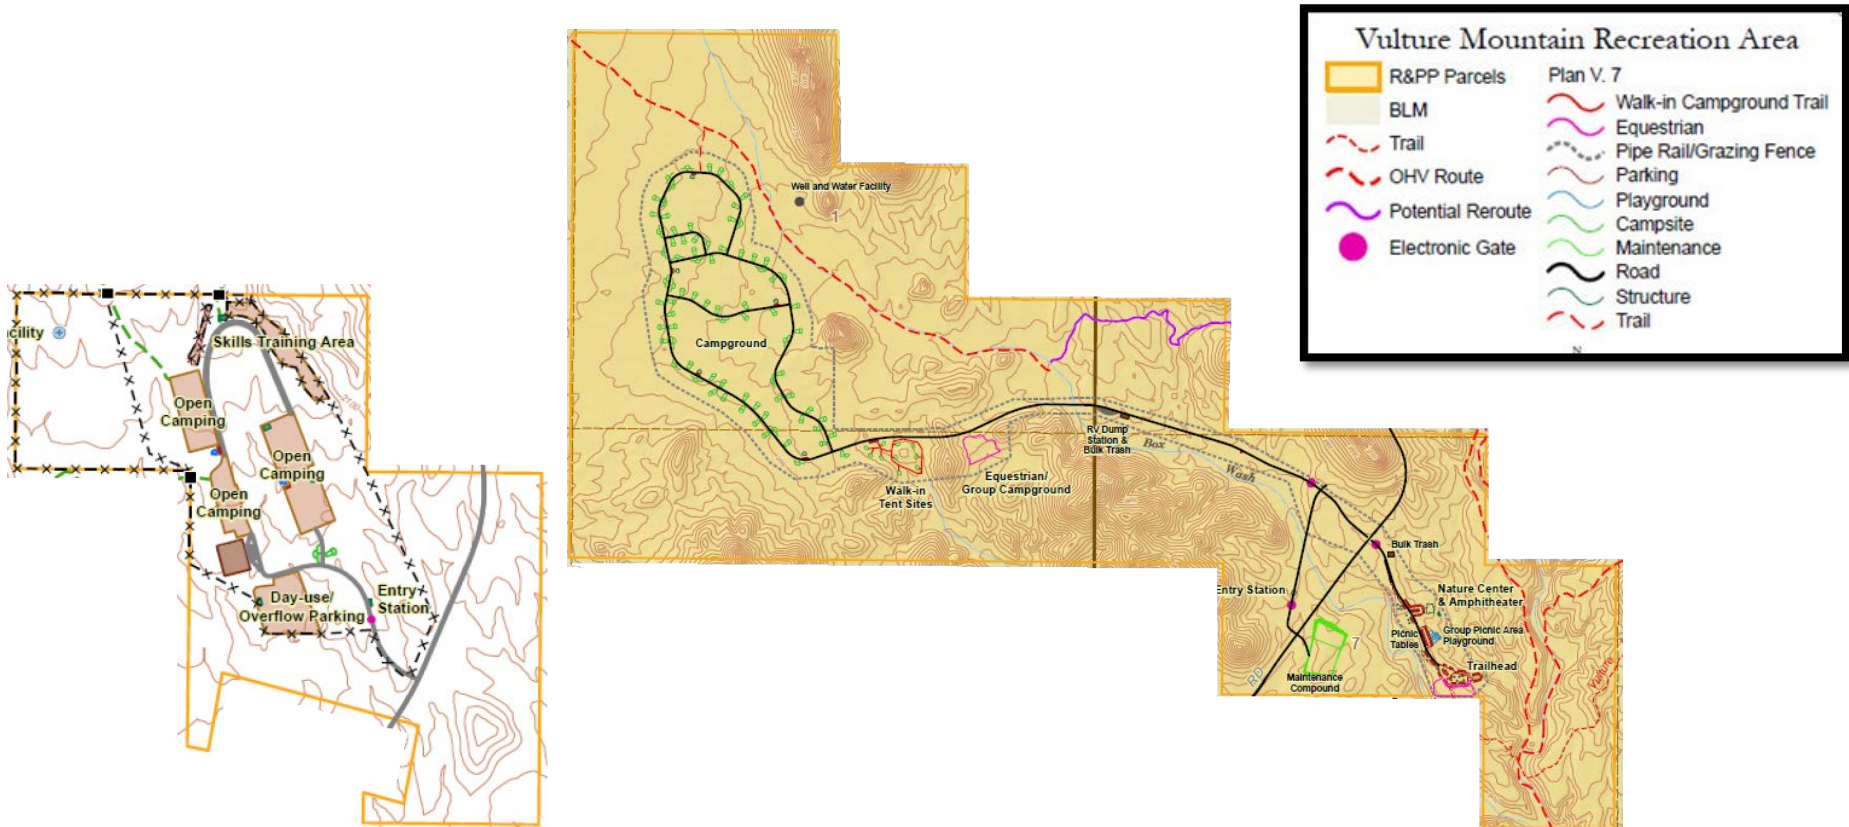 Vulture Mountain Recreation Area
R&PP Parcels
BLM
Trail
OHV Route
Potential Reroute
Electronic Gate
Plan V. 7
Walk-in Campground Trail
Equestrian
Pipe Rail/Grazing Fence
Parking
Playground
Campsite
Maintenance
Road
Structure
Trail
N
cility
Skills Training Area
2100
Open
Camping
Open
Camping
Open
Camping
Day-use/
Overflow Parking
Entry
Station
Well and Water Facility
1
Campground
Walk-in
Tent Sites
Equestrian/
Group Campground
RV Dump
Station &
Bulk Trash
Box
Wash
Bulk Trash
Entry Station
Nature Center
& Amphitheater
Picnic
Tables
Group Picnic Area
Playground
Trailhead
7
Maintenance
Compound
RD
Vulture